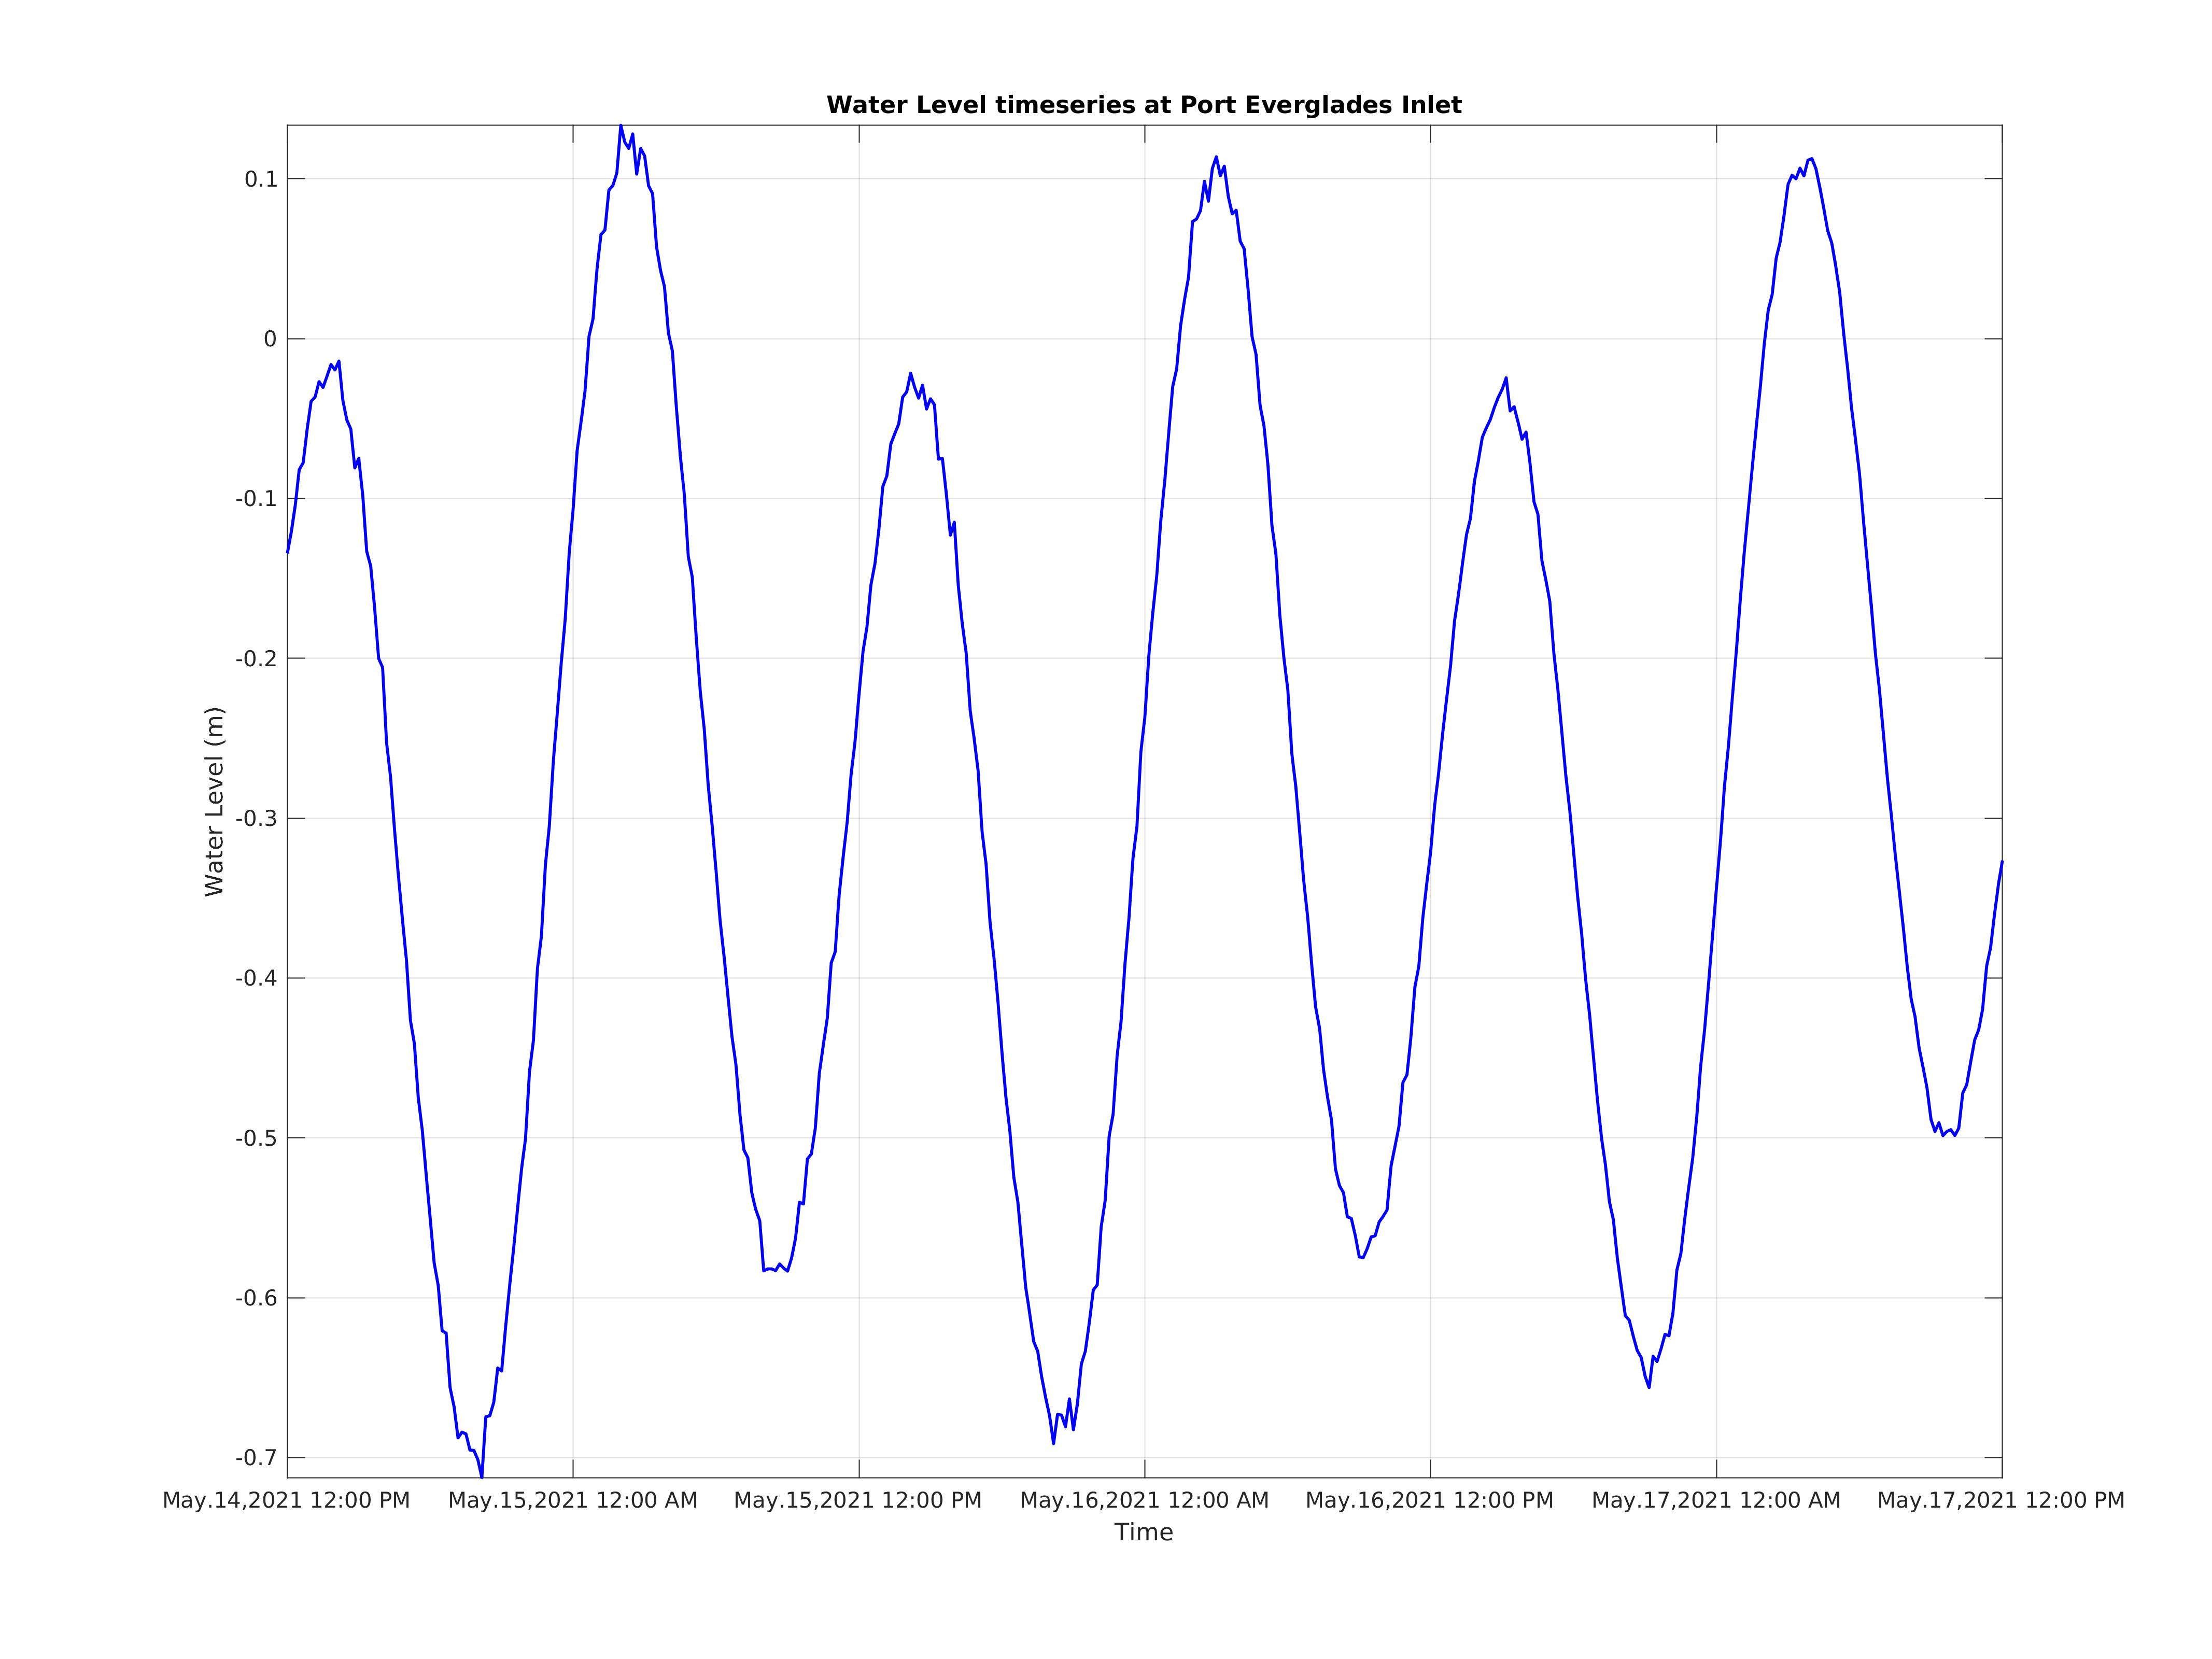 Water Level timeseries at Port Everglades Inlet
0.1
0
-0.1
-0.2
-0.3
-0.4
-0.5
-0.6
-0.7
Water Level (m)
May.14,2021 12:00 PM May.15,2021 12:00 AM May.15,2021 12:00 PM May.16,2021 12:00 AM May.16,2021 12:00 PM May.17,2021 12:00 AM May.17,2021 12:00 PM
Time